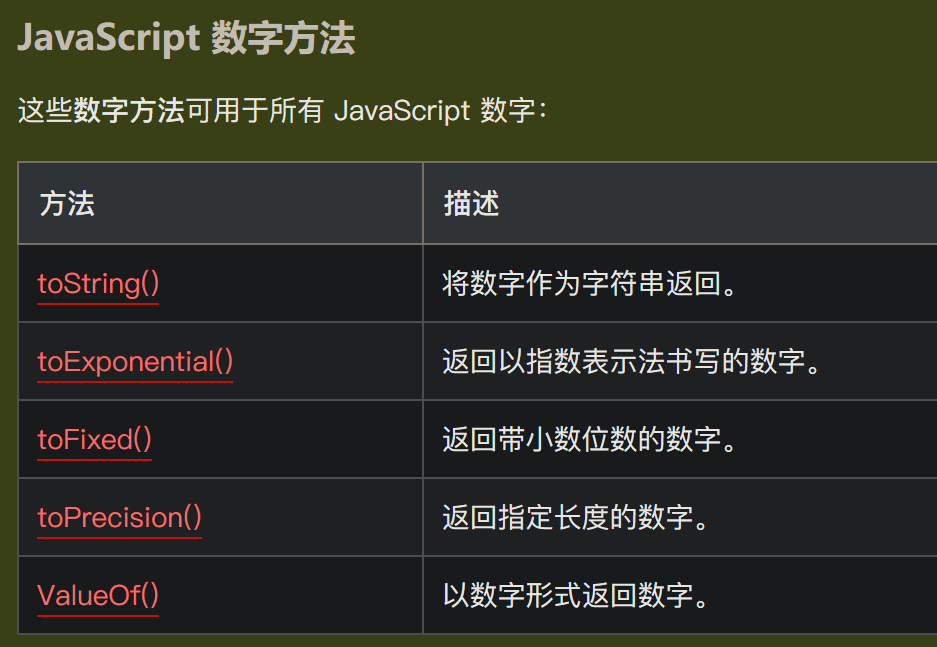 JavaScript 数字方法
这些数字方法可用于所有 JavaScript 数字：
方法 描述
toString() 将数字作为字符串返回。
toExponential() 返回以指数表示法书写的数字。
toFixed() 返回带小数位数的数字。
toPrecision() 返回指定长度的数字。
ValueOf() 以数字形式返回数字。